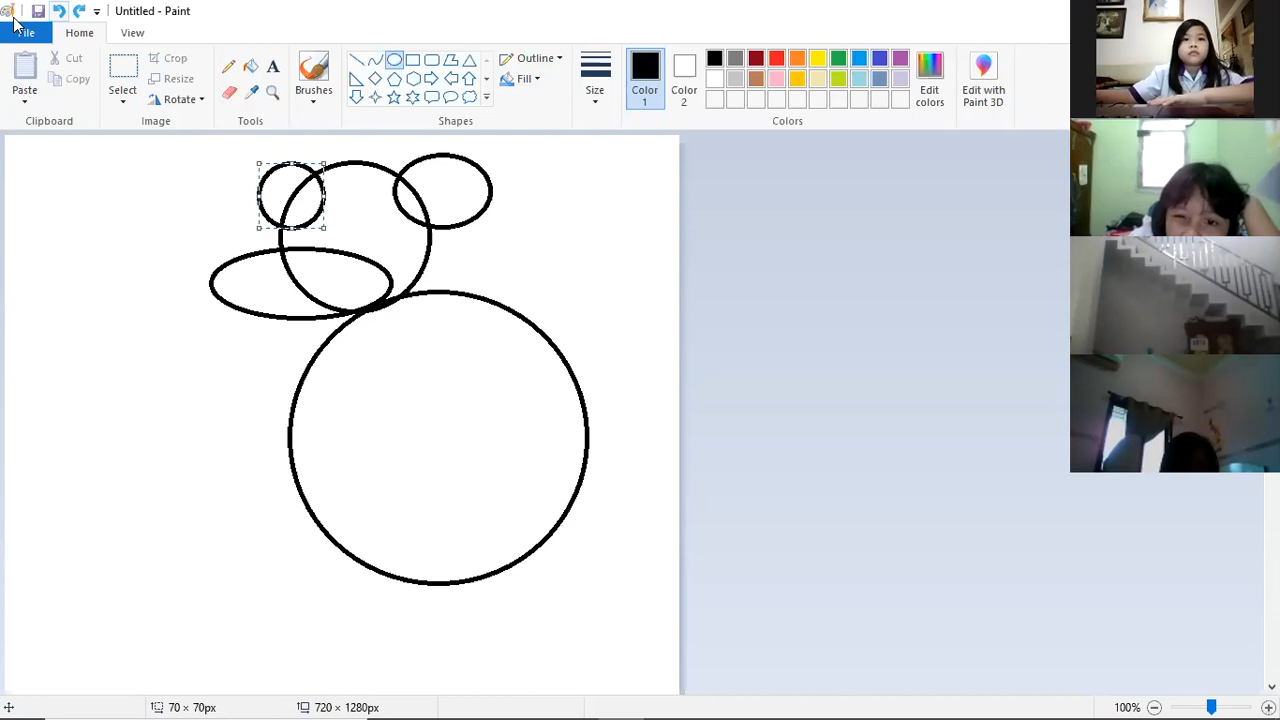 Untitled - Paint
File Home View
Paste
Cut
Copy
Clipboard
Select
Crop
Resize
Rotate
Image
A
Tools
Brushes
Outline
Fill
Shapes
Size
Color 1
Color 2
Edit colors
Colors
Edit with Paint 3D
70 × 70px
720 × 1280px
100%